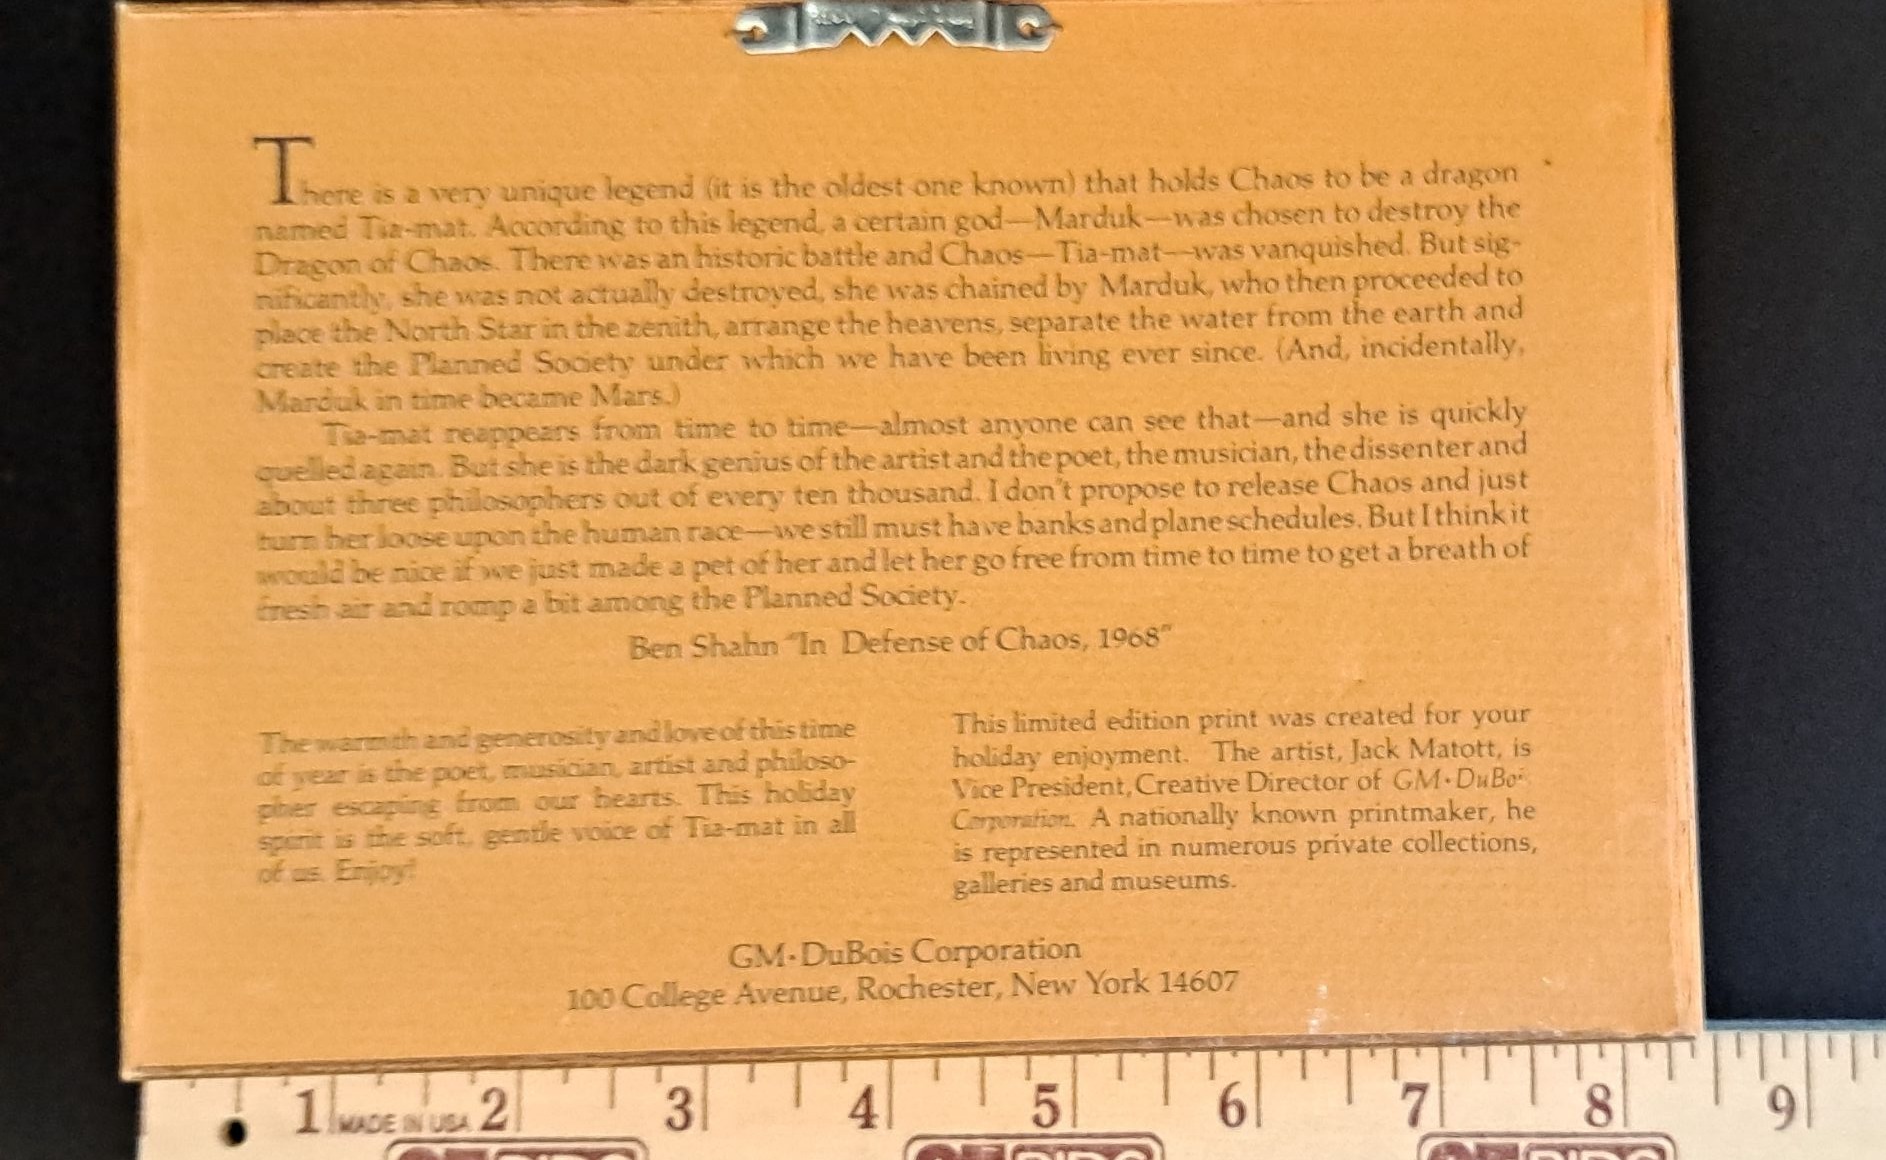 There is a very unique legend (it is the oldest one known) that holds Chaos to be a dragon
named Tia-mat. According to this legend, a certain god—Marduk—was chosen to destroy the
Dragon of Chaos. There was an historic battle and Chaos—Tia-mat—was vanquished. But sig-
nificantly, she was not actually destroyed, she was chained by Marduk, who then proceeded to
place the North Star in the zenith, arrange the heavens, separate the water from the earth and
create the Planned Society under which we have been living ever since. (And, incidentally,
Marduk in time became Mars.)
Tia-mat reappears from time to time—almost anyone can see that—and she is quickly
quelled again. But she is the dark genius of the artist and the poet, the musician, the dissenter and
about three philosophers out of every ten thousand. I don't propose to release Chaos and just
turn her loose upon the human race—we still must have banks and plane schedules. But I think it
would be nice if we just made a pet of her and let her go free from time to time to get a breath of
fresh air and romp a bit among the Planned Society.
Ben Shahn "In Defense of Chaos, 1968"
The warmth and generosity and love of this time
of year is the poet, musician, artist and philoso-
pher escaping from our hearts. This holiday
spirit is the soft, gentle voice of Tia-mat in all
of us. Enjoy!
This limited edition print was created for your
holiday enjoyment. The artist, Jack Matott, is
Vice President, Creative Director of GM·DuBois
Corporation. A nationally known printmaker, he
is represented in numerous private collections,
galleries and museums.
GM·DuBois Corporation
100 College Avenue, Rochester, New York 14607
1 MADE IN USA 2 3 4 5 6 7 8 9